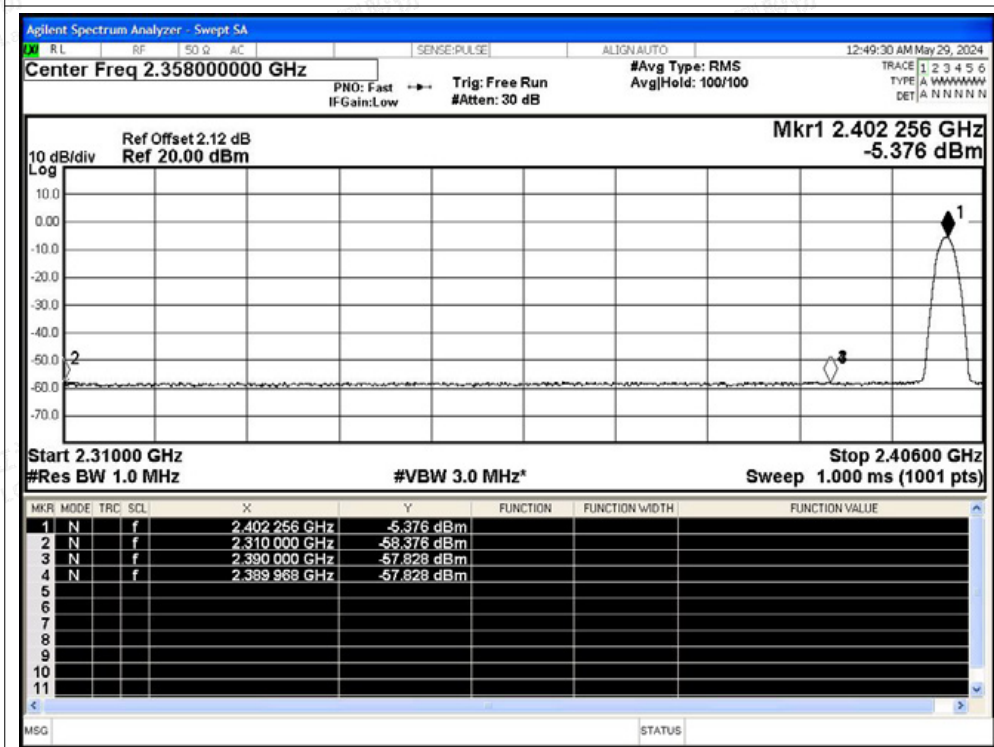 Agilent Spectrum Analyzer - Swept SA
RL RF 50 Ω AC SENSE:PULSE ALIGN AUTO 12:49:30 AM May 29, 2024
Center Freq 2.358000000 GHz
PNO: Fast
IFGain:Low
Trig: Free Run
#Atten: 30 dB
#Avg Type: RMS
Avg|Hold: 100/100
TRACE 1 2 3 4 5 6
TYPE A WWWWW
DET A N N N N N
Mkr1 2.402 256 GHz
-5.376 dBm
Ref Offset 2.12 dB
10 dB/div Ref 20.00 dBm
Log
10.0
0.00
-10.0
-20.0
-30.0
-40.0
-50.0
-60.0
-70.0
1
2
3
Start 2.31000 GHz Stop 2.40600 GHz
#Res BW 1.0 MHz #VBW 3.0 MHz* Sweep 1.000 ms (1001 pts)
MKR MODE TRC SCL X Y FUNCTION FUNCTION WIDTH FUNCTION VALUE
1 N f 2.402 256 GHz -5.376 dBm
2 N f 2.310 000 GHz -58.376 dBm
3 N f 2.390 000 GHz -57.828 dBm
4 N f 2.389 968 GHz -57.828 dBm
5
6
7
8
9
10
11
MSG STATUS